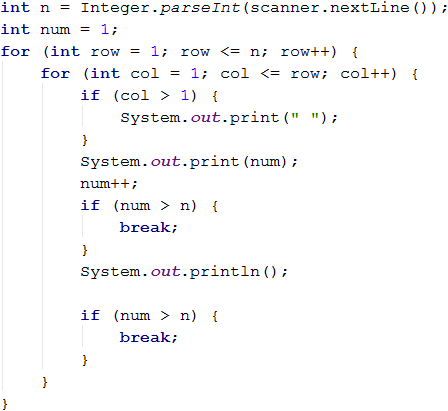 int n = Integer.parseInt(scanner.nextLine());
int num = 1;
for (int row = 1; row <= n; row++) {
    for (int col = 1; col <= row; col++) {
        if (col > 1) {
            System.out.print(" ");
        }
        System.out.print(num);
        num++;
        if (num > n) {
            break;
        }
        System.out.println();

        if (num > n) {
            break;
        }
    }
}